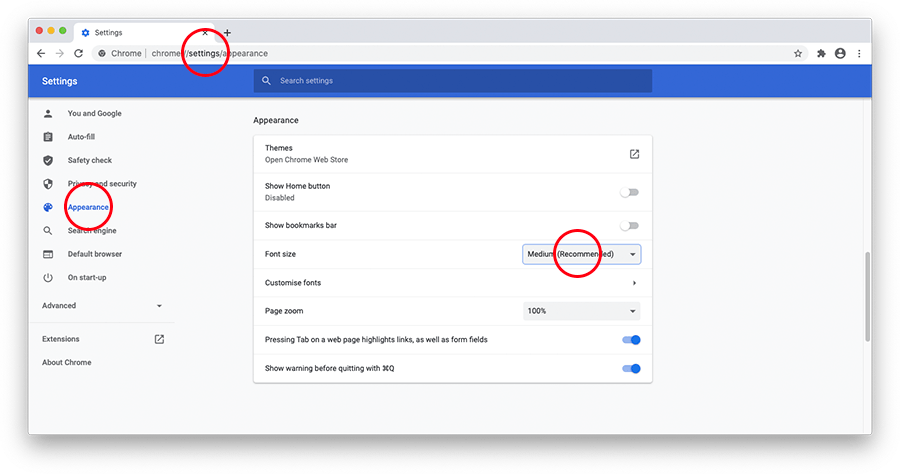 Settings
Chrome | chrome://settings/appearance
Settings
Search settings
You and Google
Auto-fill
Safety check
Privacy and security
Appearance
Search engine
Default browser
On start-up
Advanced
Extensions
About Chrome
Appearance
Themes
Open Chrome Web Store
Show Home button
Disabled
Show bookmarks bar
Font size
Medium (Recommended)
Customise fonts
Page zoom
100%
Pressing Tab on a web page highlights links, as well as form fields
Show warning before quitting with ⌘Q